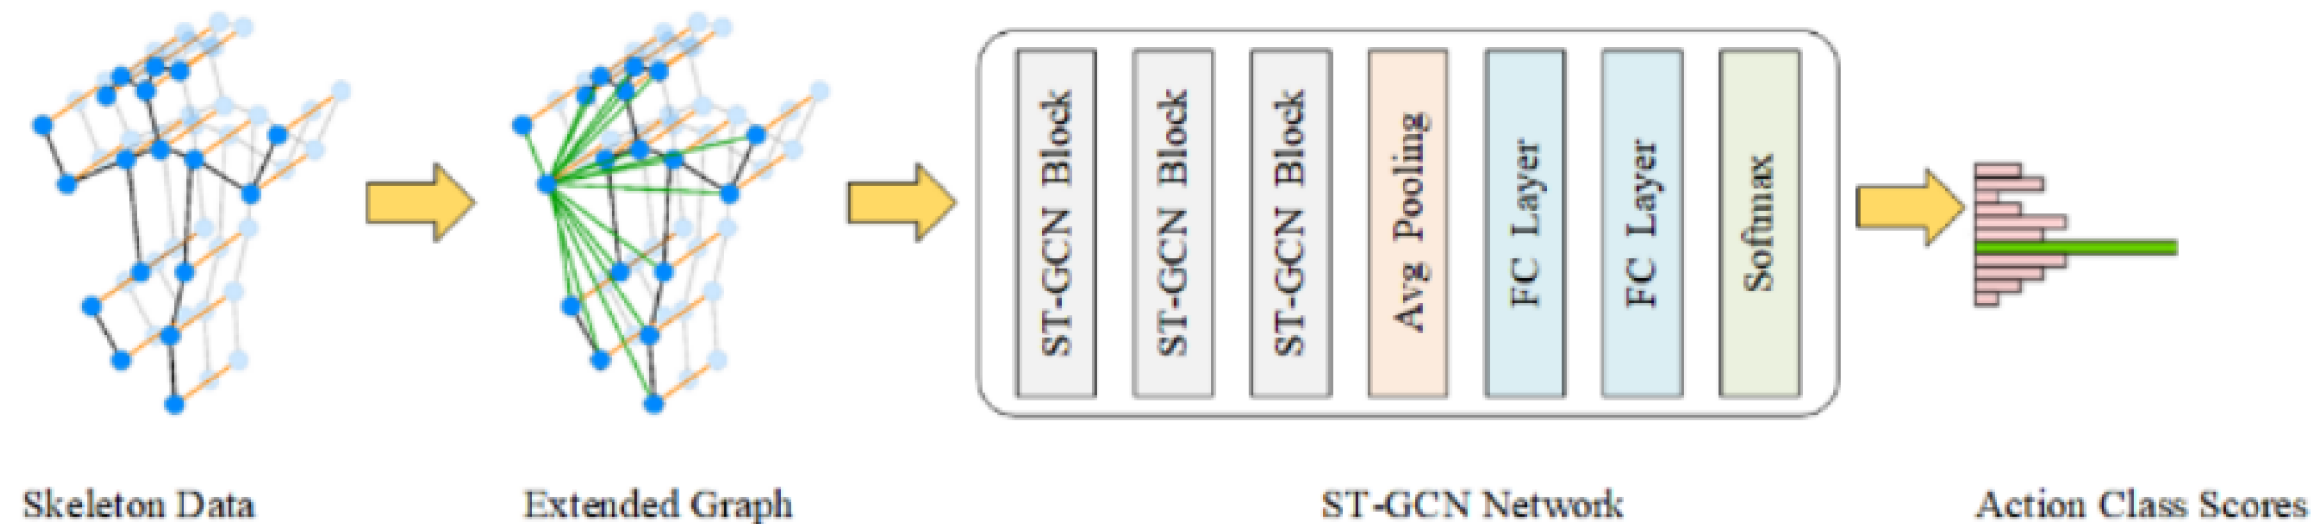 ST-GCN Block
ST-GCN Block
ST-GCN Block
Avg Pooling
FC Layer
FC Layer
Softmax
Skeleton Data
Extended Graph
ST-GCN Network
Action Class Scores